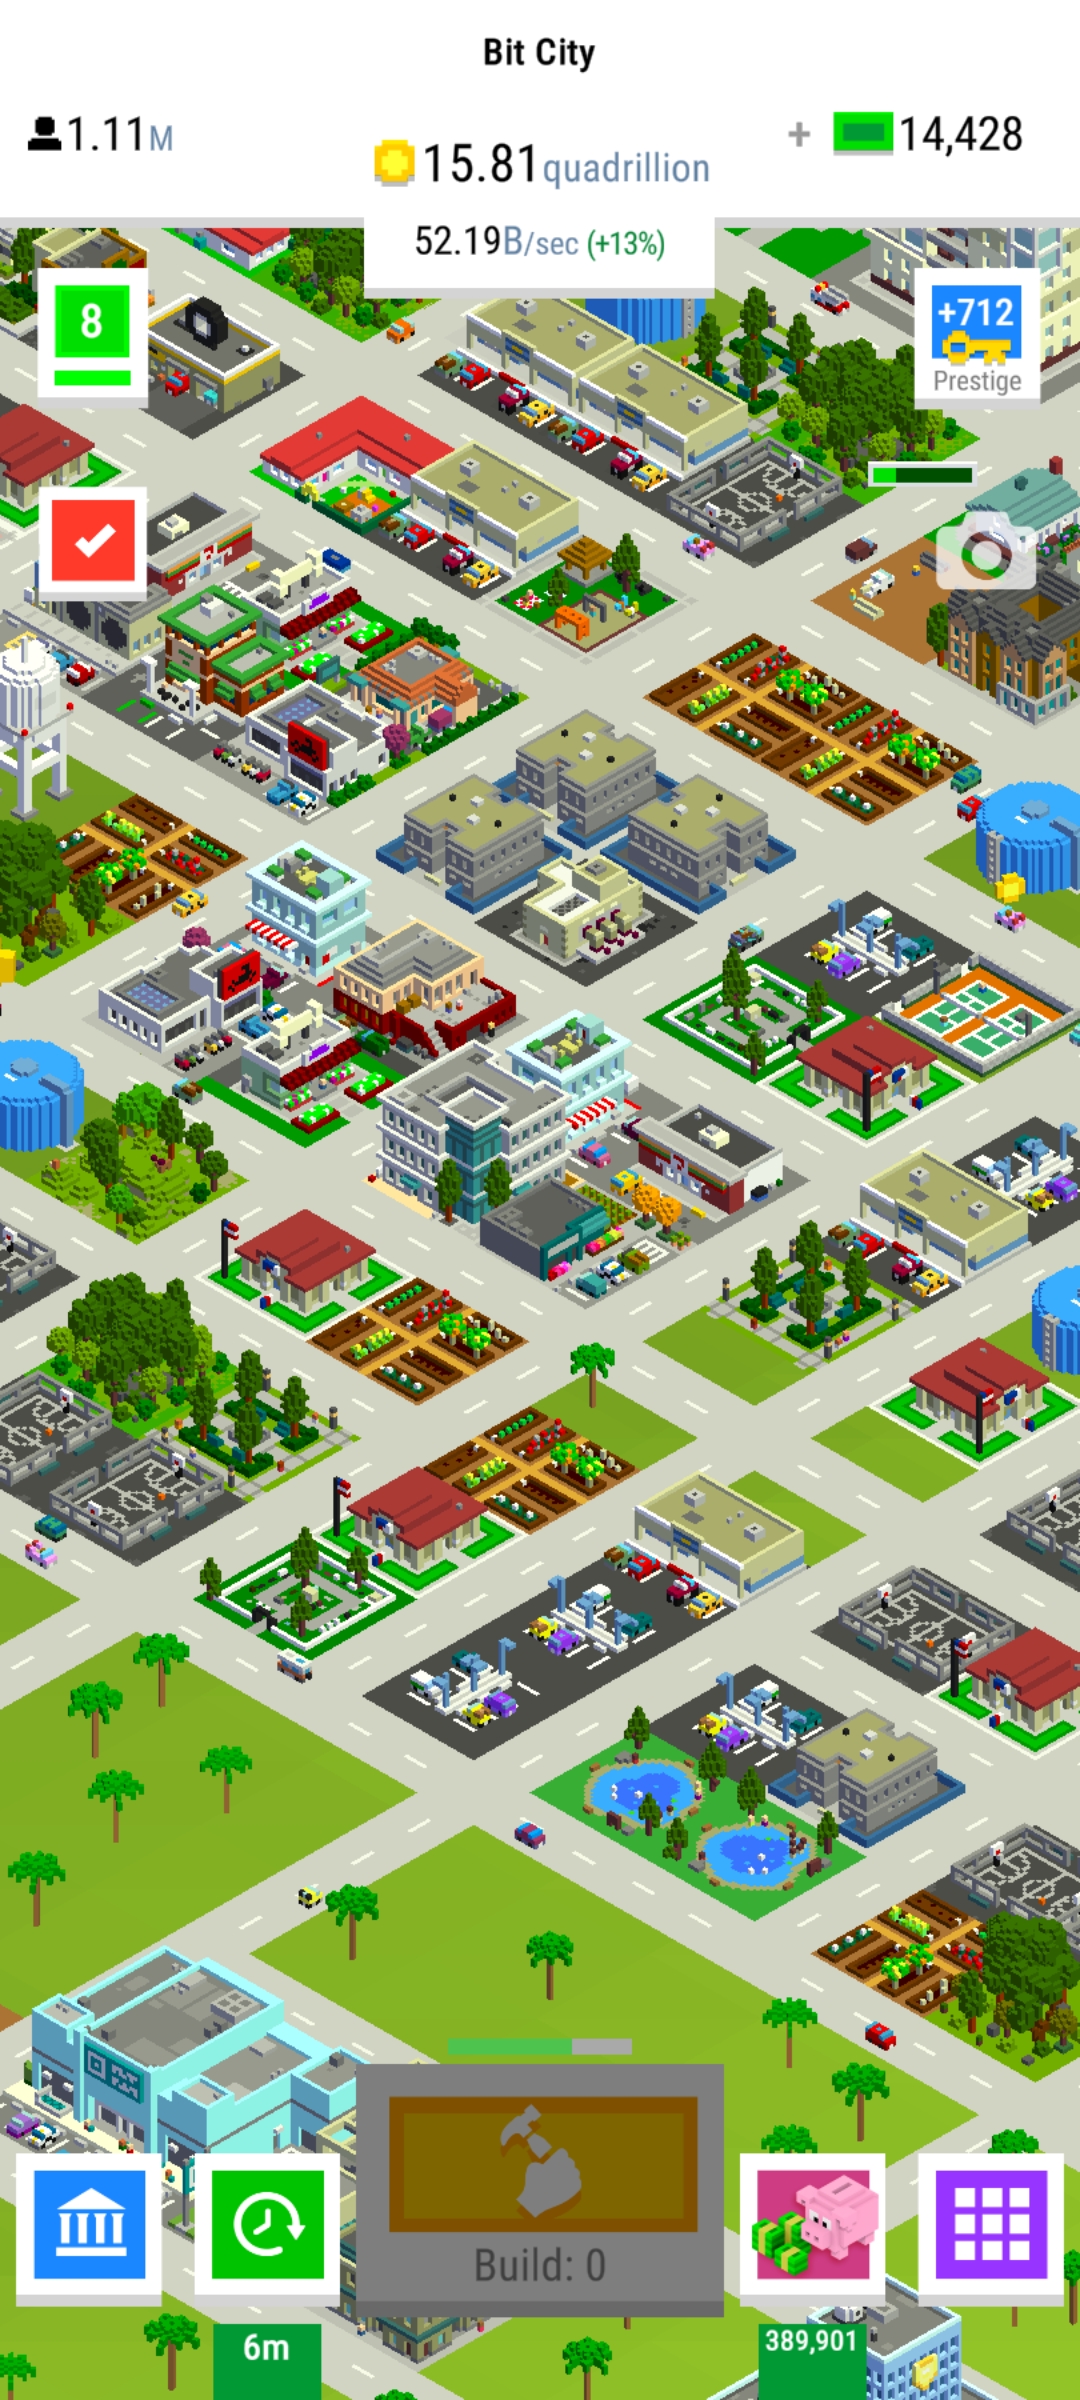 Bit City
1.11M
15.81quadrillion
+ 14,428
52.19B/sec (+13%)
8
+712
Prestige
Build: 0
6m
389,901